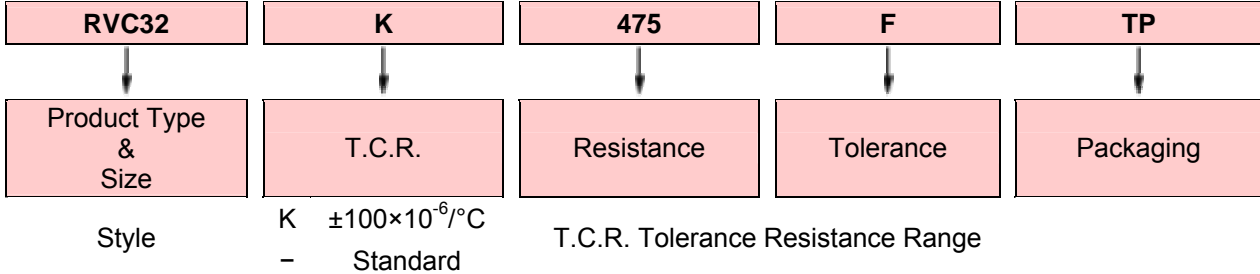 RVC32 K 475 F TP
Product Type
&
Size
T.C.R.
Resistance
Tolerance
Packaging
Style
K ±100×10⁻⁶/°C
− Standard
T.C.R. Tolerance Resistance Range